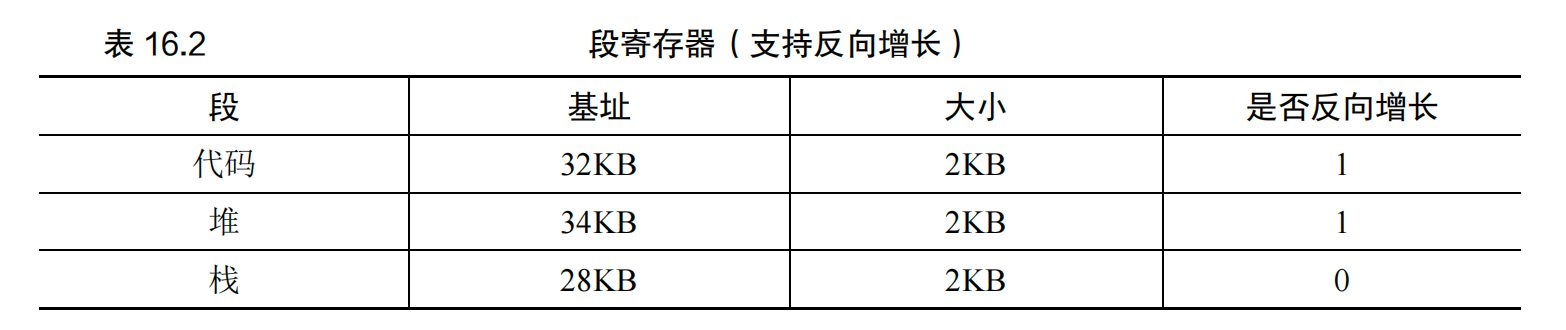 表 16.2 段寄存器（支持反向增长）
段 基址 大小 是否反向增长
代码 32KB 2KB 1
堆 34KB 2KB 1
栈 28KB 2KB 0